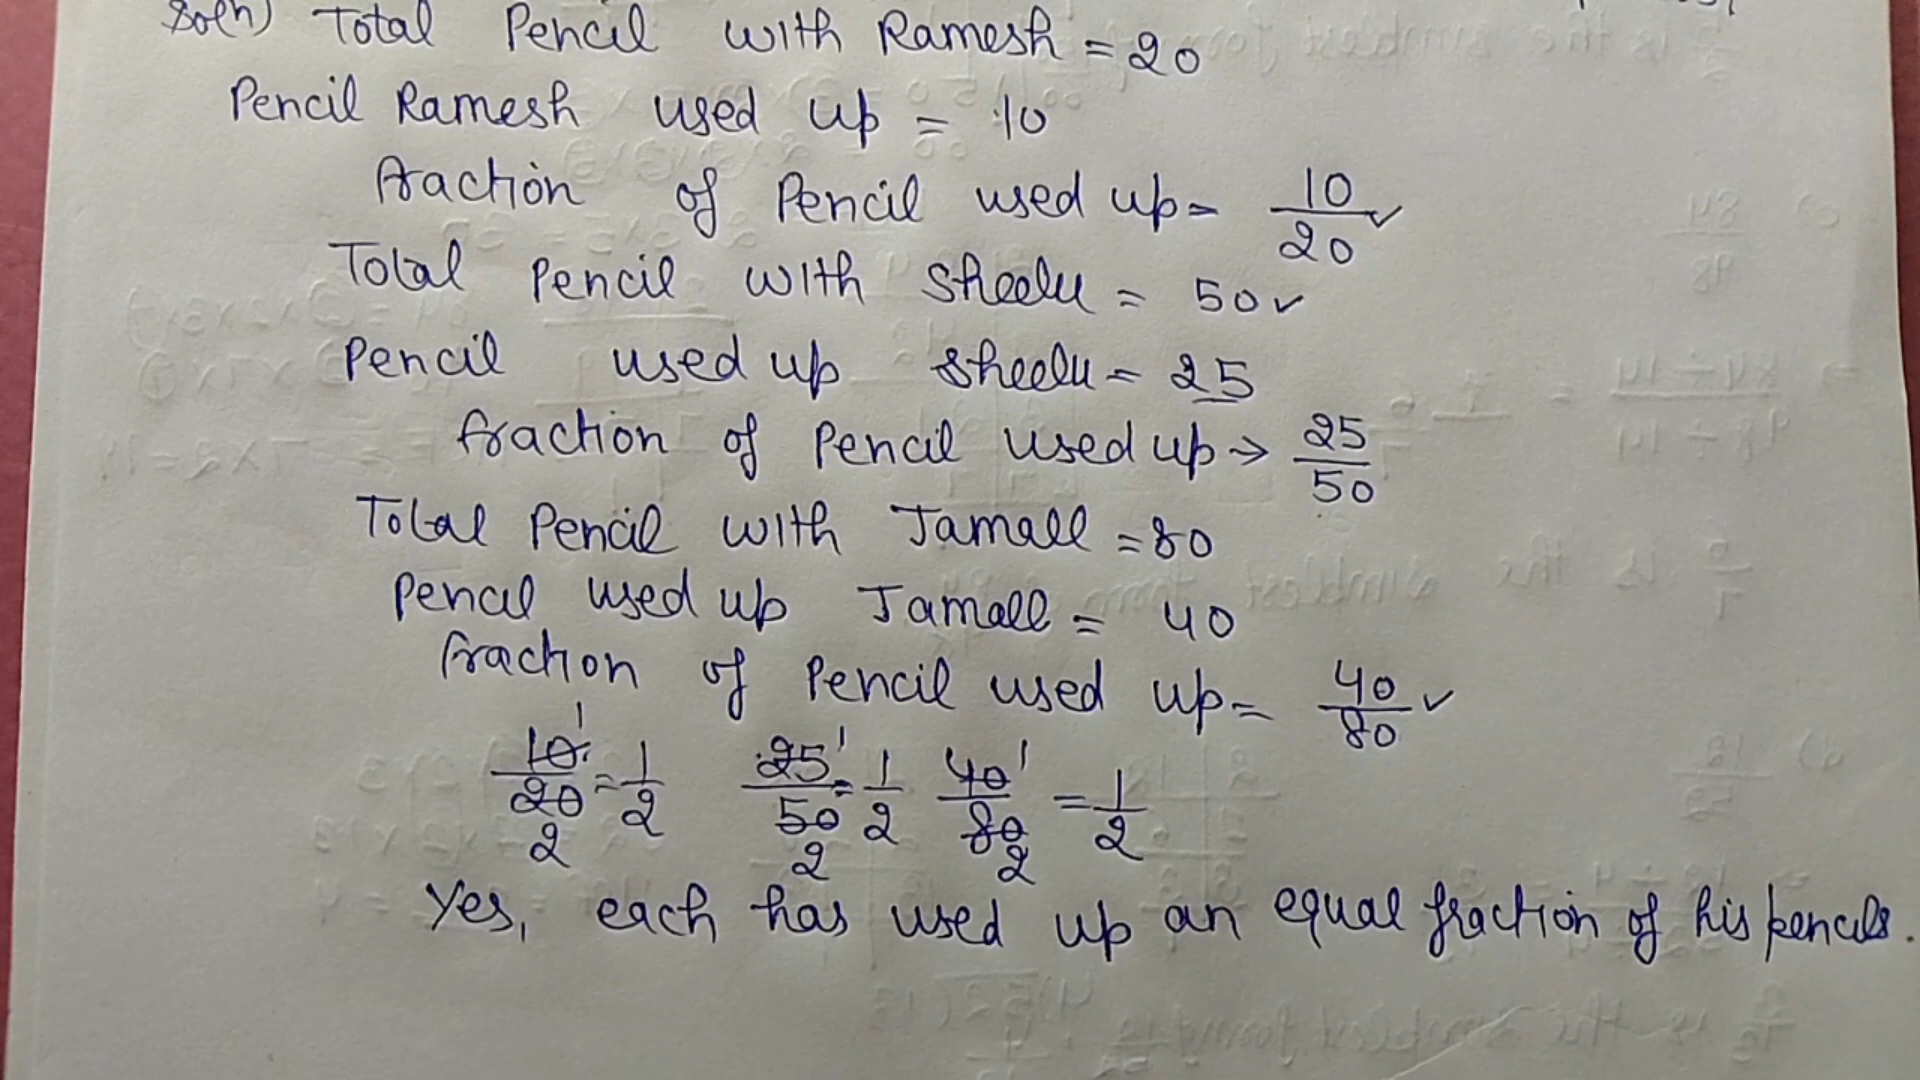 Soln) Total Pencil with Ramesh = 20
Pencil Ramesh used up = 10
fraction of Pencil used up = 10/20 ✓
Total Pencil with Sheelu = 50 ✓
Pencil used up Sheelu = 25
fraction of Pencil used up → 25/50
Total Pencil with Jamall = 80
Pencil used up Jamall = 40
fraction of Pencil used up = 40/80 ✓
10/20 = 1/2 25/50 = 1/2 40/80 = 1/2
Yes, each has used up an equal fraction of his pencils.